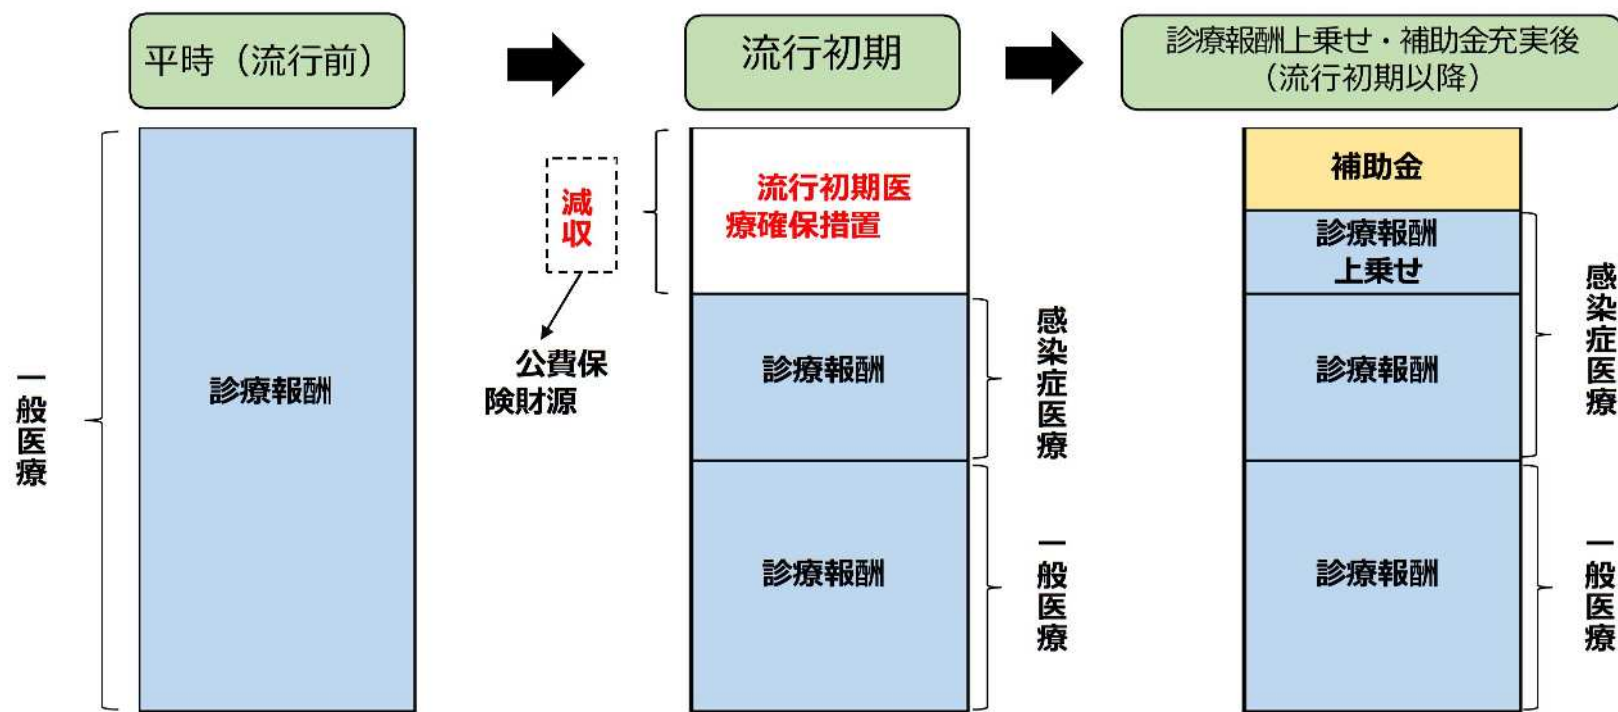 平時（流行前）
流行初期
診療報酬上乗せ・補助金充実後
（流行初期以降）
一般医療
診療報酬
減
収
公費保
険財源
流行初期医
療確保措置
診療報酬
診療報酬
感染症医療
一般医療
補助金
診療報酬
上乗せ
診療報酬
診療報酬
感染症医療
一般医療